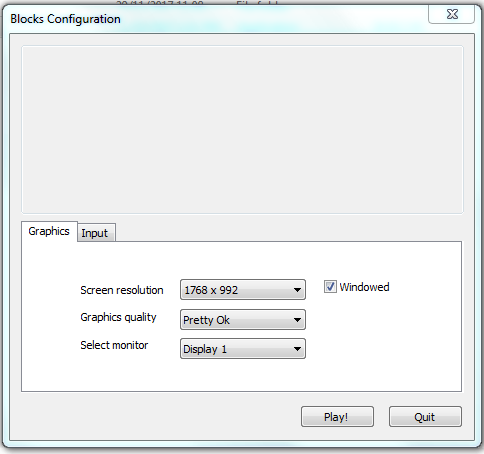 Blocks Configuration
Graphics
Input
Screen resolution
1768 x 992
Windowed
Graphics quality
Pretty Ok
Select monitor
Display 1
Play!
Quit